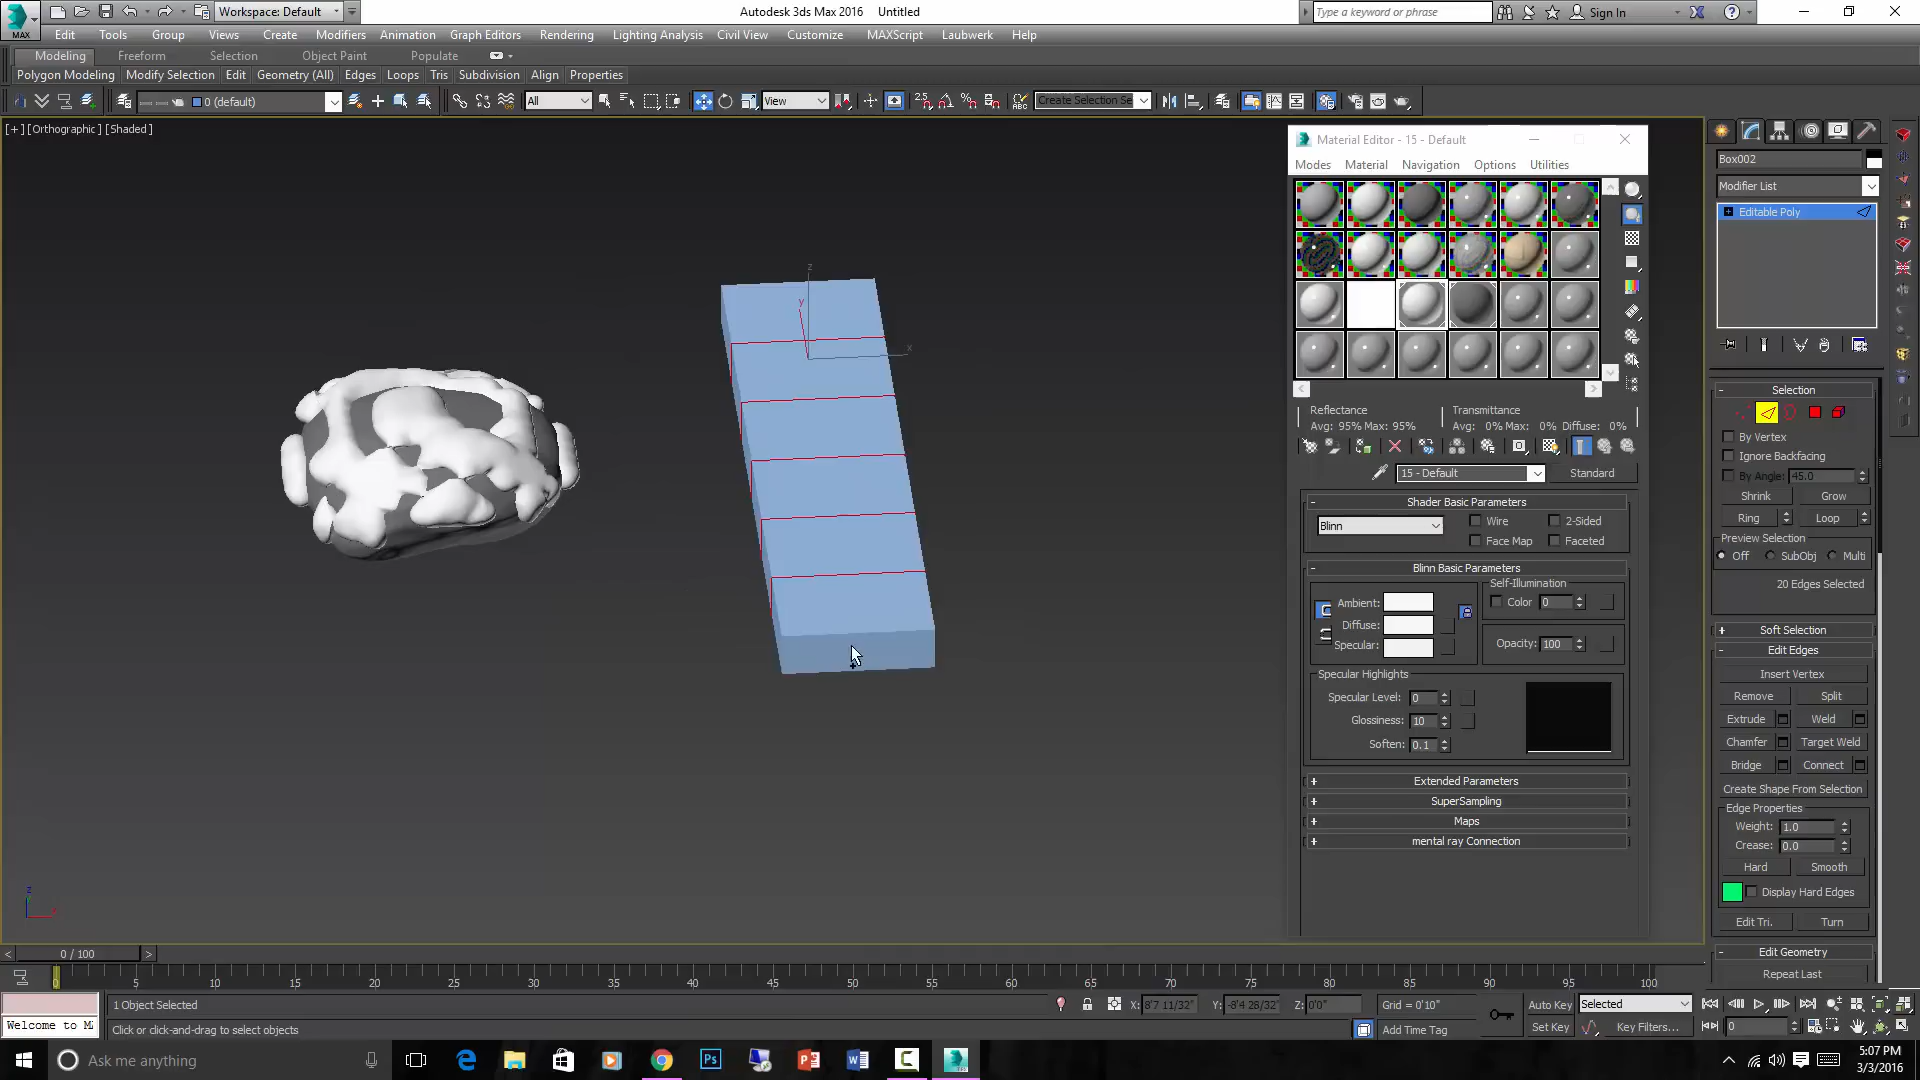 Workspace: Default
Autodesk 3ds Max 2016 Untitled
Type a keyword or phrase
Sign In
MAX
Edit Tools Group Views Create Modifiers Animation Graph Editors Rendering Lighting Analysis Civil View Customize MAXScript Laubwerk Help
Modeling Freeform Selection Object Paint Populate
Polygon Modeling Modify Selection Edit Geometry (All) Edges Loops Tris Subdivision Align Properties
0 (default)
All
View
Create Selection Se
[+] [Orthographic] [Shaded]
Material Editor - 15 - Default
Modes Material Navigation Options Utilities
Reflectance
Avg: 95% Max: 95%
Transmittance
Avg: 0% Max: 0% Diffuse: 0%
15 - Default
Standard
Shader Basic Parameters
Blinn
Wire 2-Sided
Face Map Faceted
Blinn Basic Parameters
Self-Illumination
Ambient:
Color 0
Diffuse:
Specular:
Opacity: 100
Specular Highlights
Specular Level: 0
Glossiness: 10
Soften: 0.1
Extended Parameters
SuperSampling
Maps
mental ray Connection
Box002
Modifier List
Editable Poly
Selection
By Vertex
Ignore Backfacing
By Angle: 45.0
Shrink Grow
Ring Loop
Preview Selection
Off SubObj Multi
20 Edges Selected
Soft Selection
Edit Edges
Insert Vertex
Remove Split
Extrude Weld
Chamfer Target Weld
Bridge Connect
Create Shape From Selection
Edge Properties
Weight: 1.0
Crease: 0.0
Hard Smooth
Display Hard Edges
Edit Tri. Turn
Edit Geometry
Repeat Last
z
y
x
z
0 / 100
0 5 10 15 20 25 30 35 40 45 50 55 60 65 70 75 80 85 90 95 100
1 Object Selected
X: 8'7 11/32" Y: -8'4 28/32" Z: 0'0" Grid = 0'10"
Auto Key Selected
Welcome to M
Click or click-and-drag to select objects
Add Time Tag
Set Key Key Filters... 0
Ask me anything
5:07 PM
3/3/2016